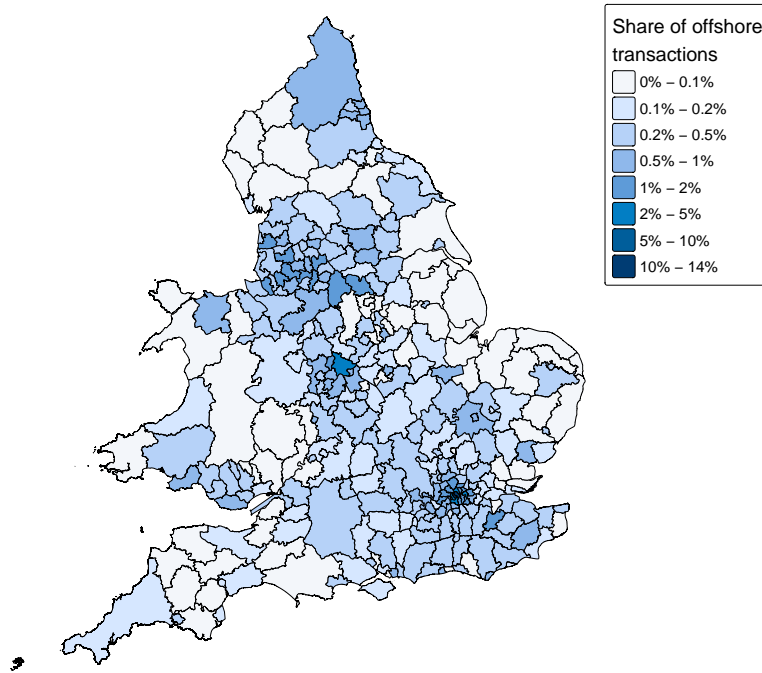 Share of offshore
transactions
0% – 0.1%
0.1% – 0.2%
0.2% – 0.5%
0.5% – 1%
1% – 2%
2% – 5%
5% – 10%
10% – 14%